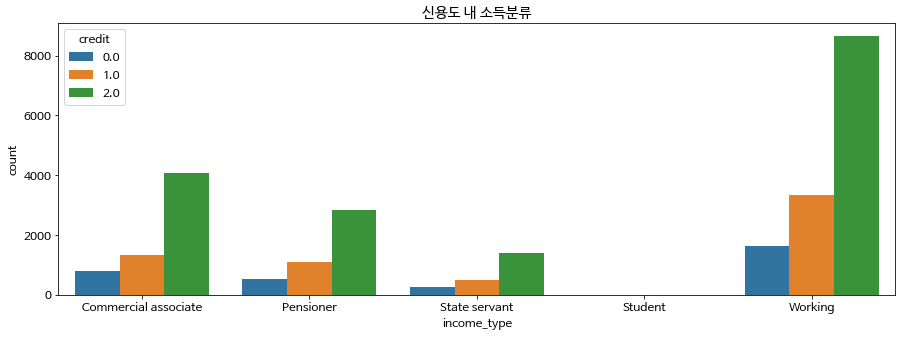 신용도 내 소득분류
credit
0.0
1.0
2.0
count
8000
6000
4000
2000
0
Commercial associate
Pensioner
State servant
Student
Working
income_type